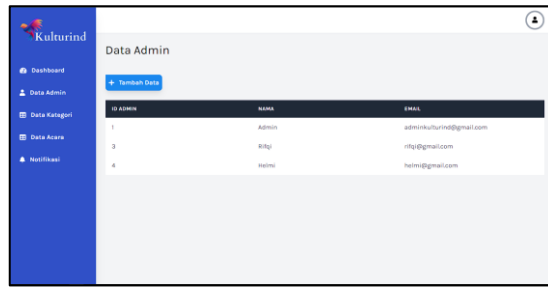 Kulturind
Dashboard
Data Admin
Data Kategori
Data Acara
Notifikasi
Data Admin
+ Tambah Data
ID ADMIN NAMA EMAIL
1 Admin adminkulturind@gmail.com
3 Rifqi rifqi@gmail.com
4 Helmi helmi@gmail.com